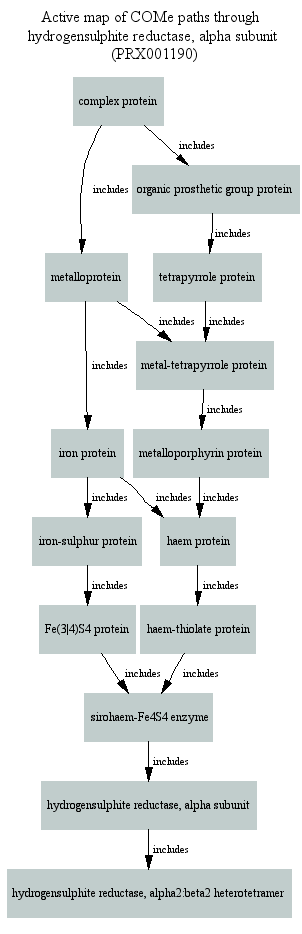 Active map of COMe paths through
hydrogensulphite reductase, alpha subunit
(PRX001190)
complex protein
includes
includes
organic prosthetic group protein
includes
metalloprotein
tetrapyrrole protein
includes
includes
includes
metal-tetrapyrrole protein
includes
iron protein
metalloporphyrin protein
includes
includes
includes
iron-sulphur protein
haem protein
includes
includes
Fe(3|4)S4 protein
haem-thiolate protein
includes
includes
sirohaem-Fe4S4 enzyme
includes
hydrogensulphite reductase, alpha subunit
includes
hydrogensulphite reductase, alpha2:beta2 heterotetramer